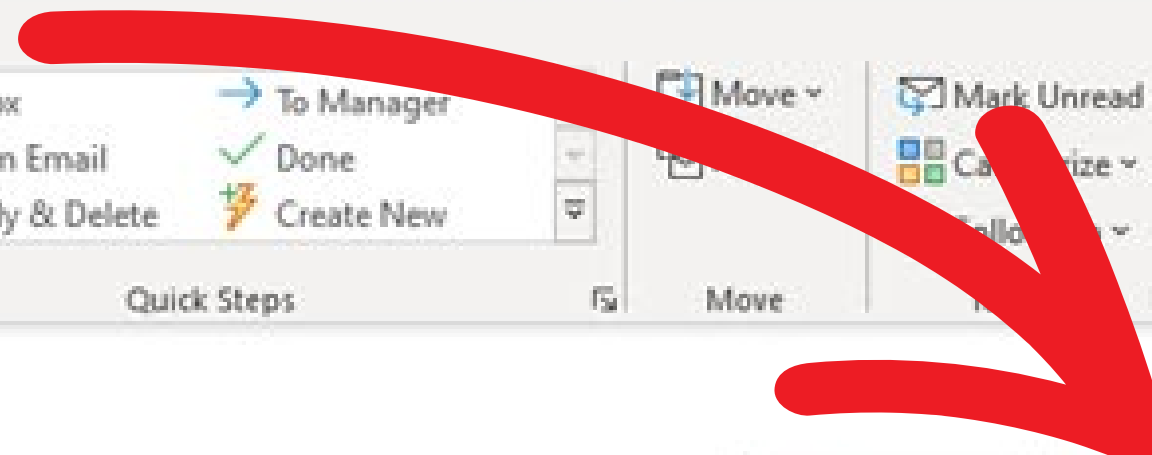 To Manager
Move
Mark Unread
n Email
Done
y & Delete
Create New
Quick Steps
Move